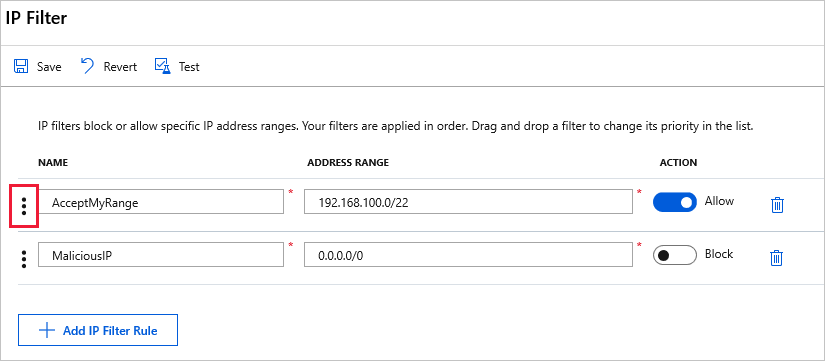 IP Filter
Save Revert Test
IP filters block or allow specific IP address ranges. Your filters are applied in order. Drag and drop a filter to change its priority in the list.
NAME ADDRESS RANGE ACTION
AcceptMyRange * 192.168.100.0/22 * Allow
MaliciousIP * 0.0.0.0/0 * Block
Add IP Filter Rule